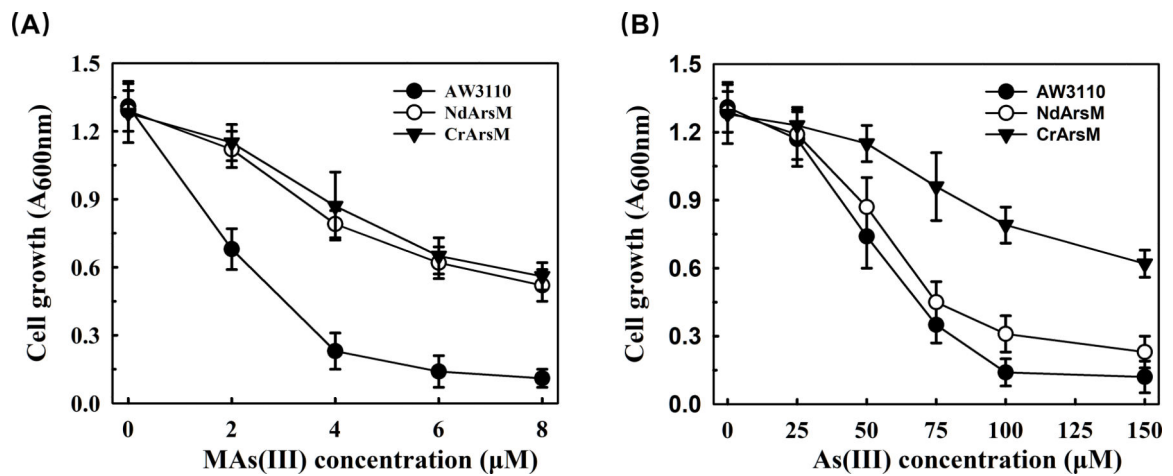 (A)
Cell growth (A600nm)
1.5
1.2
0.9
0.6
0.3
0.0
AW3110
NdArsM
CrArsM
0 2 4 6 8
MAs(III) concentration (µM)
(B)
Cell growth (A600nm)
1.5
1.2
0.9
0.6
0.3
0.0
AW3110
NdArsM
CrArsM
0 25 50 75 100 125 150
As(III) concentration (µM)